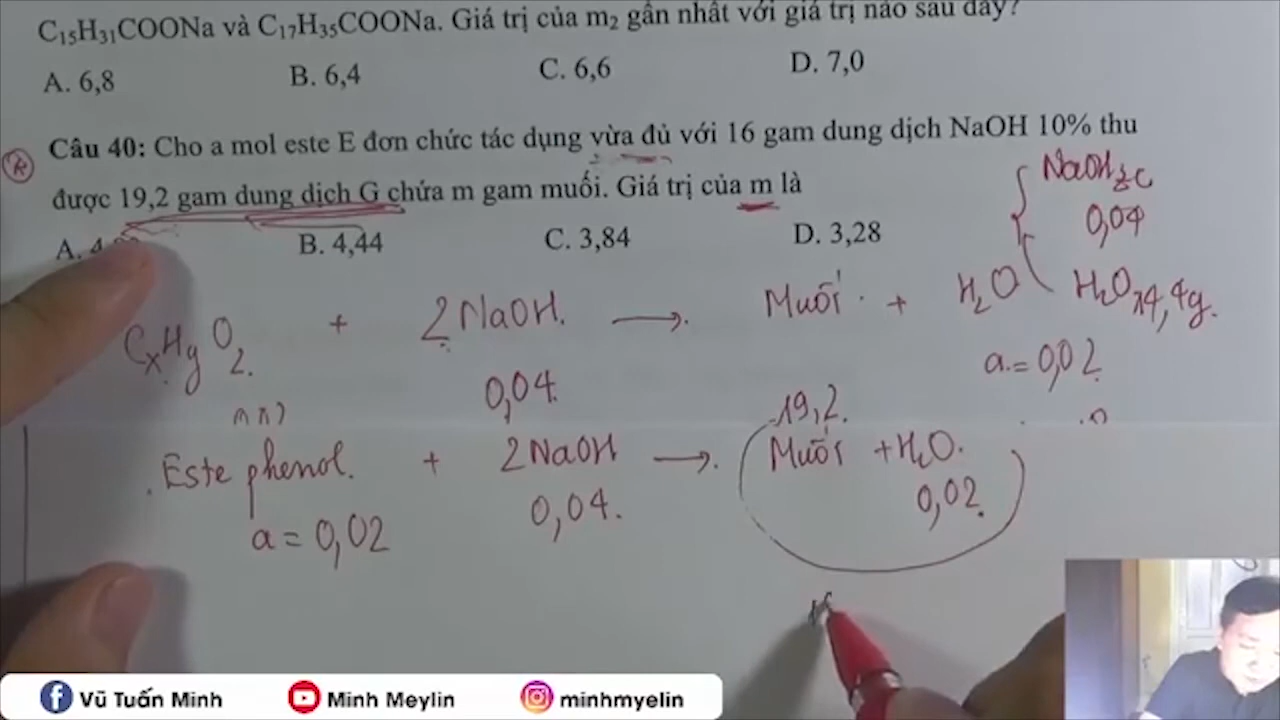 C₁₅H₃₁COONa và C₁₇H₃₅COONa. Giá trị của m₂ gần nhất với giá trị nào sau đây?
A. 6,8 B. 6,4 C. 6,6 D. 7,0
Câu 40: Cho a mol este E đơn chức tác dụng vừa đủ với 16 gam dung dịch NaOH 10% thu
được 19,2 gam dung dịch G chứa m gam muối. Giá trị của m là
A. B. 4,44 C. 3,84 D. 3,28
NaOH
0,04
CₓHyO₂ + 2NaOH → Muối + H₂O
H₂O 14,4g.
0,04
a = 0,02
19,2.
Este phenol. + 2NaOH → Muối + H₂O.
a = 0,02 0,04. 0,02
Vũ Tuấn Minh Minh Meylin minhmyelin